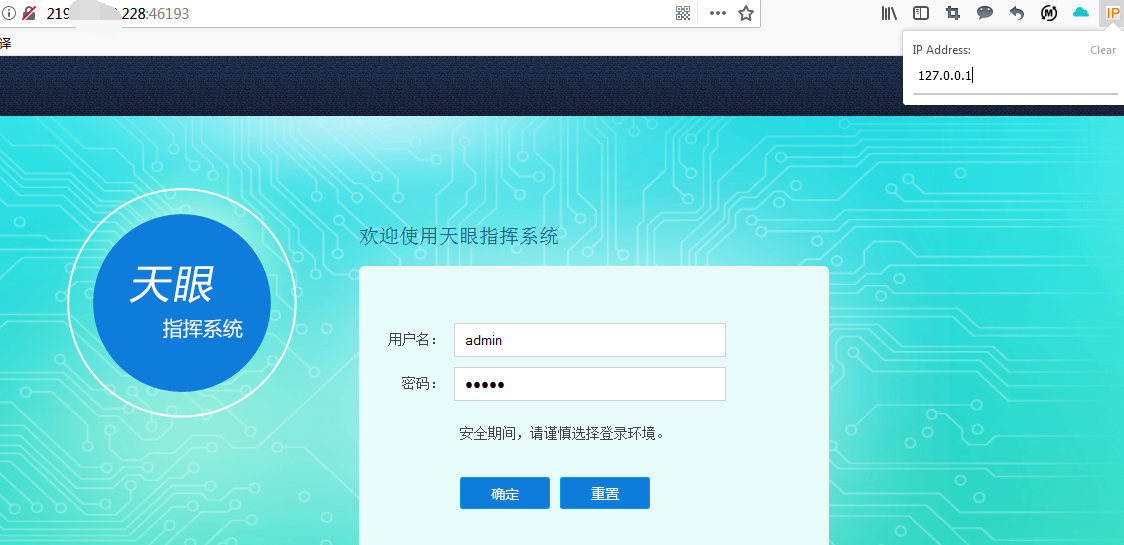 219
.228:46193
IP
译
IP Address:
Clear
127.0.0.1
欢迎使用天眼指挥系统
天眼
指挥系统
用户名：
admin
密码：
安全期间，请谨慎选择登录环境。
确定
重置